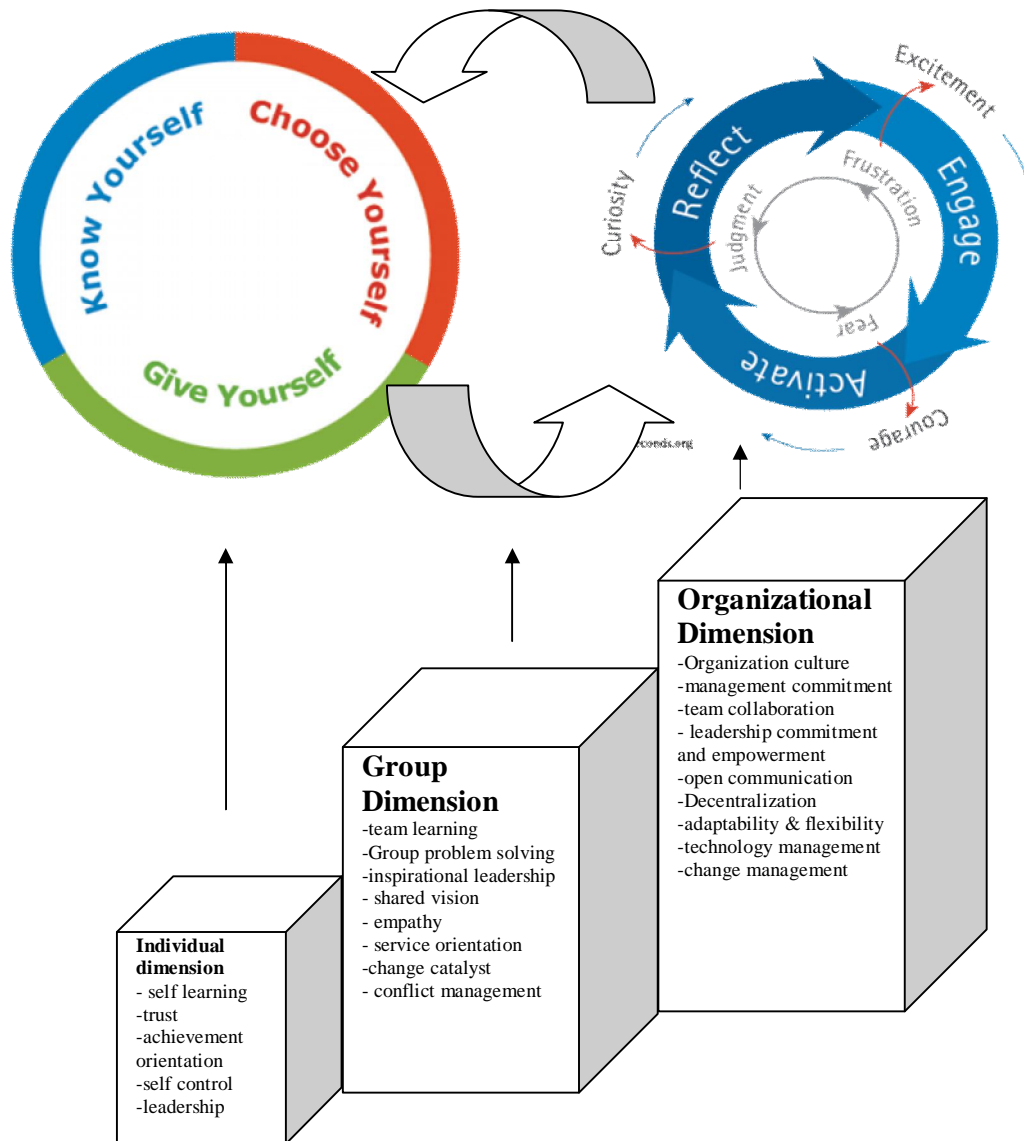 Know Yourself
Choose Yourself
Give Yourself
Excitement
Reflect
Frustration
Engage
Curiosity
Judgment
Fear
Activate
Courage
econds.org
Organizational
Dimension
-Organization culture
-management commitment
-team collaboration
- leadership commitment
and empowerment
-open communication
-Decentralization
-adaptability & flexibility
-technology management
-change management
Group
Dimension
-team learning
-Group problem solving
-inspirational leadership
- shared vision
- empathy
- service orientation
-change catalyst
- conflict management
Individual
dimension
- self learning
-trust
-achievement
orientation
-self control
-leadership